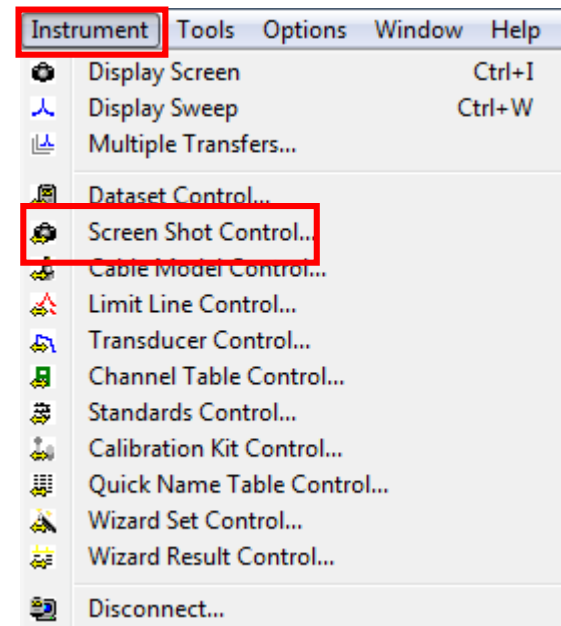 Instrument Tools Options Window Help
Display Screen Ctrl+I
Display Sweep Ctrl+W
Multiple Transfers...
Dataset Control...
Screen Shot Control...
Cable Model Control...
Limit Line Control...
Transducer Control...
Channel Table Control...
Standards Control...
Calibration Kit Control...
Quick Name Table Control...
Wizard Set Control...
Wizard Result Control...
Disconnect...